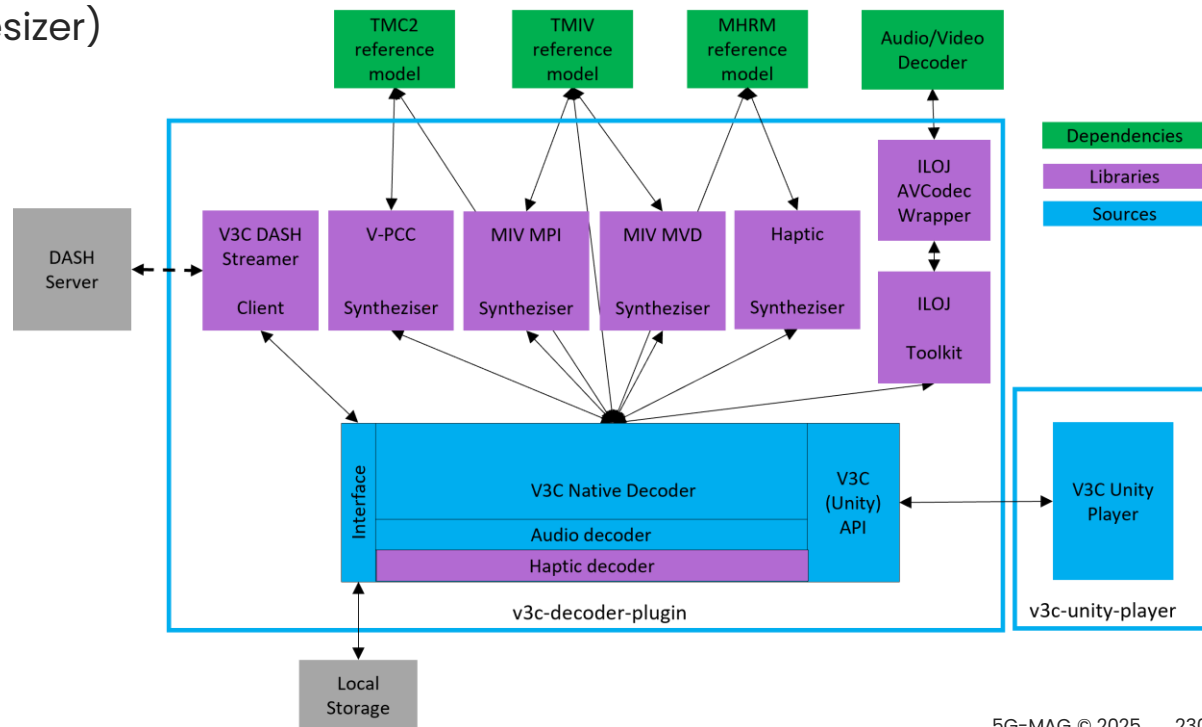 esizer)
TMC2
reference
model
TMIV
reference
model
MHRM
reference
model
Audio/Video
Decoder
Dependencies
Libraries
Sources
ILOJ
AVCodec
Wrapper
DASH
Server
V3C DASH
Streamer
Client
V-PCC
Syntheziser
MIV MPI
Syntheziser
MIV MVD
Syntheziser
Haptic
Syntheziser
ILOJ
Toolkit
Interface
V3C Native Decoder
Audio decoder
Haptic decoder
V3C
(Unity)
API
V3C Unity
Player
v3c-decoder-plugin
v3c-unity-player
Local
Storage
5G-MAG © 2025